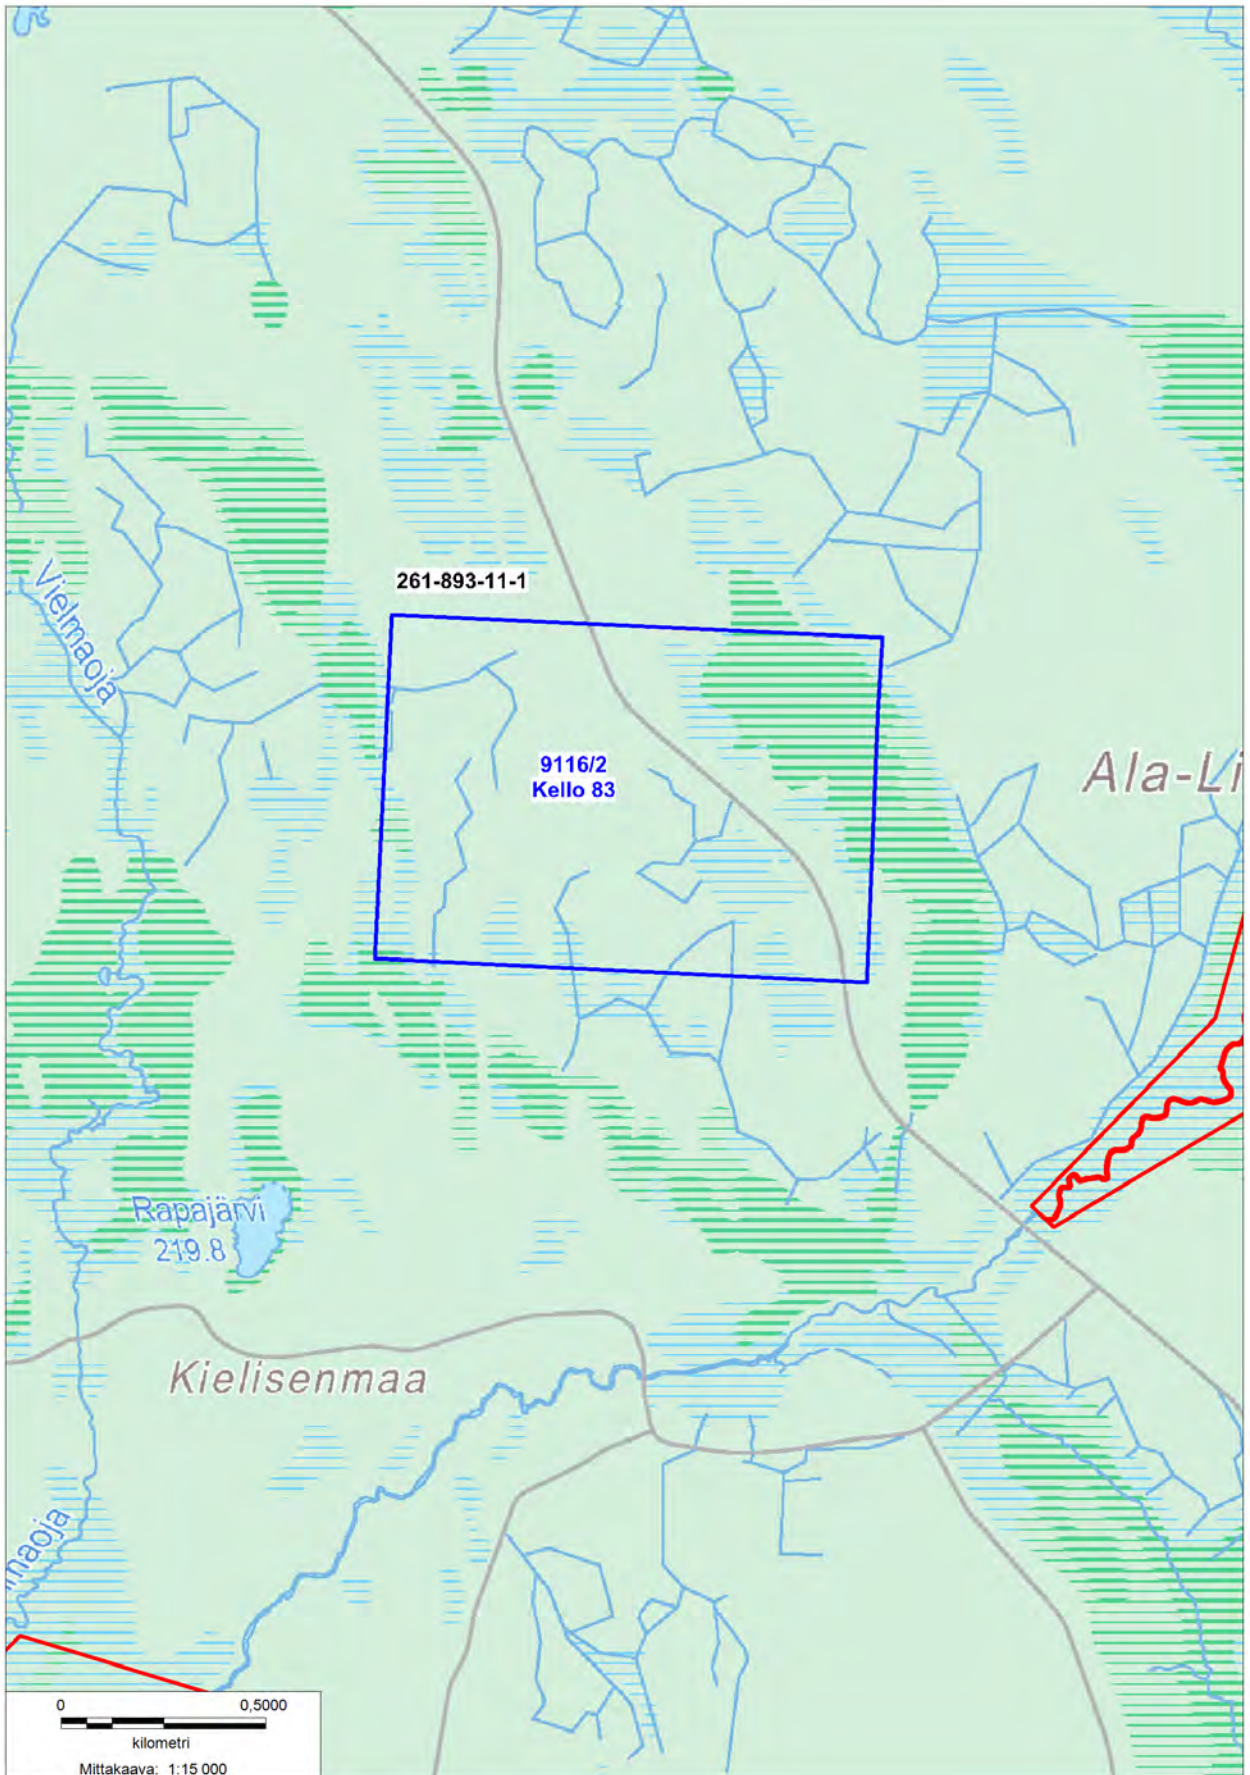 261-893-11-1
Vielmaoja
9116/2
Kello 83
Ala-Li
Rapajärvi
219.8
Kielisenmaa
maoja
0 0,5000
kilometri
Mittakaava: 1:15 000